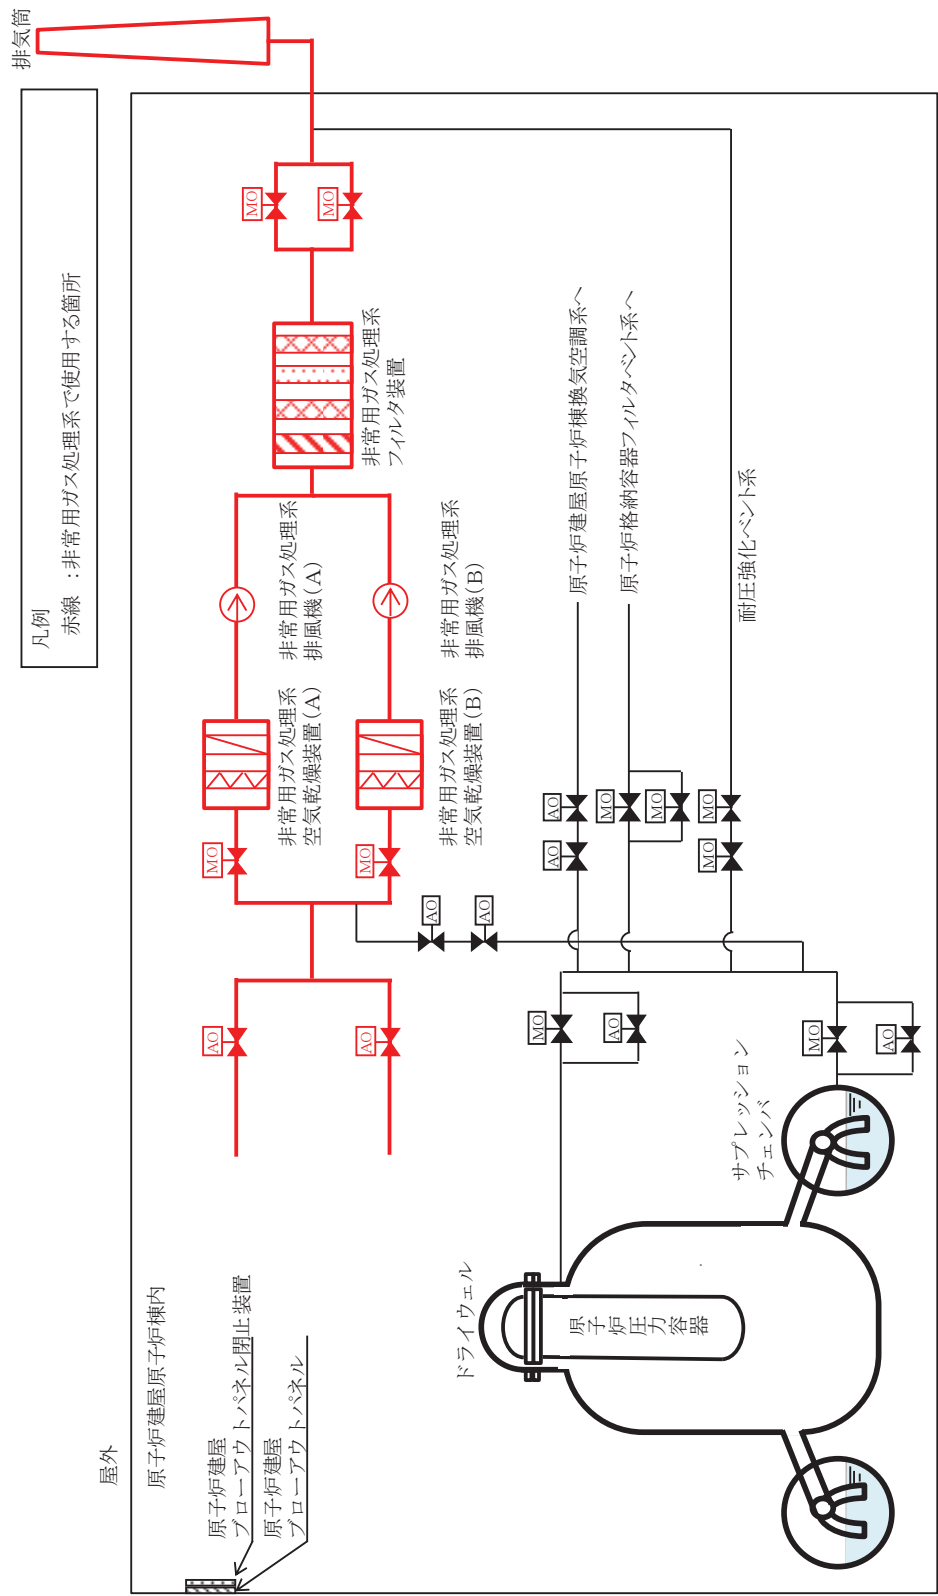 排気筒
凡例
赤線 ：非常用ガス処理系で使用する箇所
屋外
原子炉建屋原子炉棟内
原子炉建屋
ブローアウトパネル閉止装置
原子炉建屋
ブローアウトパネル
AO
AO
MO
MO
非常用ガス処理系
空気乾燥装置(A)
非常用ガス処理系
空気乾燥装置(B)
非常用ガス処理系
排風機(A)
非常用ガス処理系
排風機(B)
非常用ガス処理系
フィルタ装置
MO
MO
AO
AO
AO
AO
原子炉建屋原子炉棟換気空調系へ
MO
MO
原子炉格納容器フィルタベント系へ
MO
MO
耐圧強化ベント系
MO
AO
MO
AO
ドライウェル
原子炉圧力容器
サプレッション
チェンバ